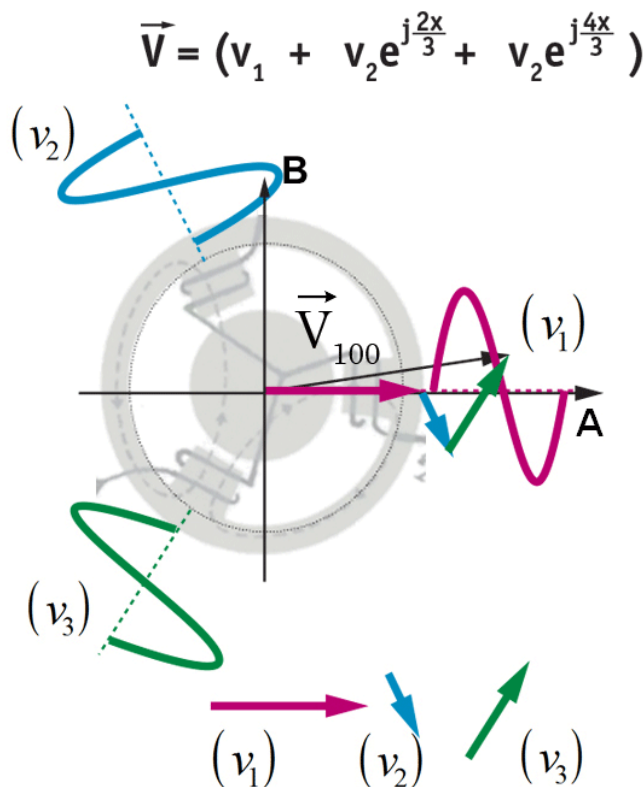 V = (v₁ + v₂e^{j2x/3} + v₂e^{j4x/3})
(v₂)
B
V₁₀₀
(v₁)
A
(v₃)
(v₁)
(v₂)
(v₃)